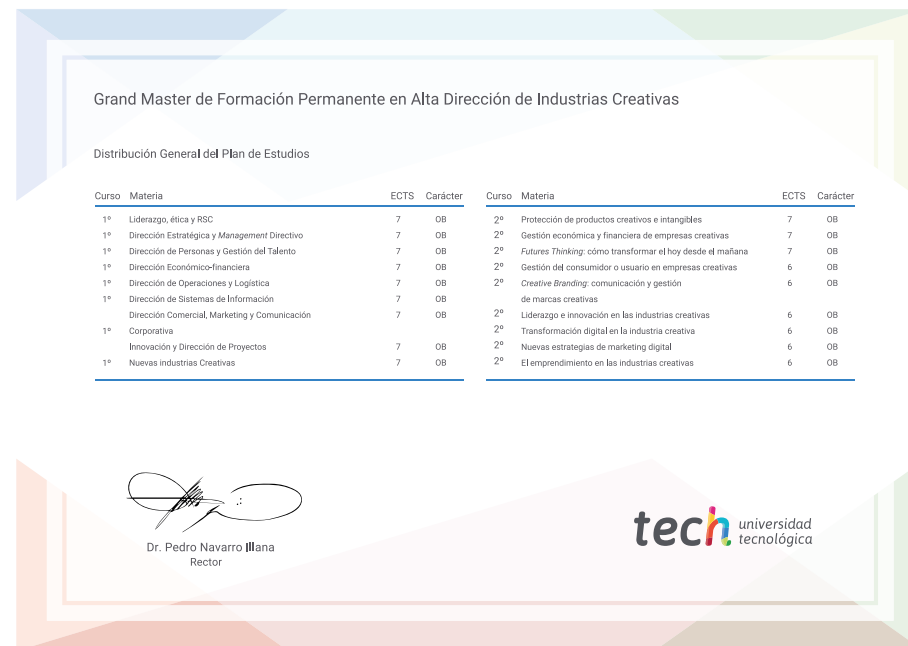 Grand Master de Formación Permanente en Alta Dirección de Industrias Creativas
Distribución General del Plan de Estudios
Curso Materia ECTS Carácter
1º Liderazgo, ética y RSC 7 OB
1º Dirección Estratégica y Management Directivo 7 OB
1º Dirección de Personas y Gestión del Talento 7 OB
1º Dirección Económico-financiera 7 OB
1º Dirección de Operaciones y Logística 7 OB
1º Dirección de Sistemas de Información 7 OB
Dirección Comercial, Marketing y Comunicación 7 OB
1º Corporativa
Innovación y Dirección de Proyectos 7 OB
1º Nuevas industrias Creativas 7 OB
Curso Materia ECTS Carácter
2º Protección de productos creativos e intangibles 7 OB
2º Gestión económica y financiera de empresas creativas 7 OB
2º Futures Thinking: cómo transformar el hoy desde el mañana 7 OB
2º Gestión del consumidor o usuario en empresas creativas 6 OB
2º Creative Branding: comunicación y gestión 6 OB
de marcas creativas
2º Liderazgo e innovación en las industrias creativas 6 OB
2º Transformación digital en la industria creativa 6 OB
2º Nuevas estrategias de marketing digital 6 OB
2º El emprendimiento en las industrias creativas 6 OB
Dr. Pedro Navarro Illana
Rector
tech universidad
tecnológica